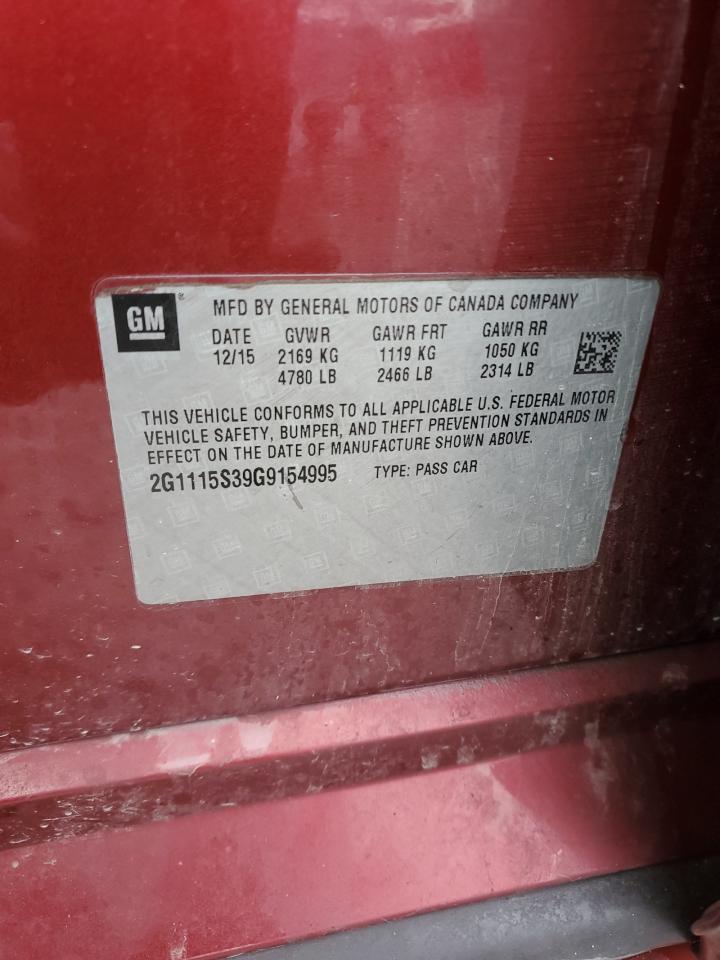 GM® MFD BY GENERAL MOTORS OF CANADA COMPANY
DATE GVWR GAWR FRT GAWR RR
12/15 2169 KG 1119 KG 1050 KG
4780 LB 2466 LB 2314 LB
THIS VEHICLE CONFORMS TO ALL APPLICABLE U.S. FEDERAL MOTOR
VEHICLE SAFETY, BUMPER, AND THEFT PREVENTION STANDARDS IN
EFFECT ON THE DATE OF MANUFACTURE SHOWN ABOVE.
2G1115S39G9154995 TYPE: PASS CAR